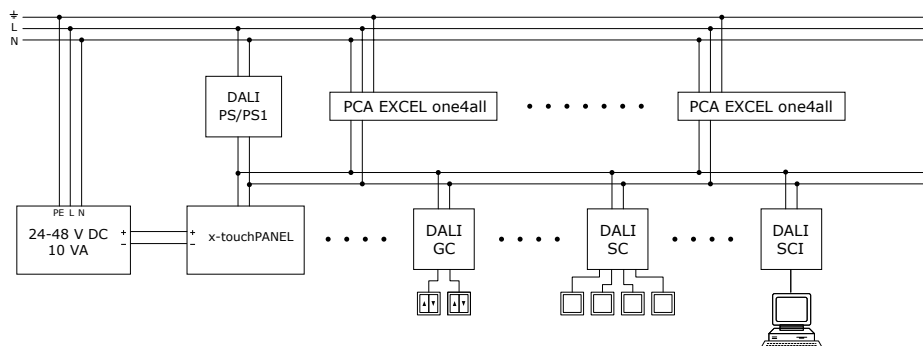 ⏚
L
N
DALI
PS/PS1
PCA EXCEL one4all
PCA EXCEL one4all
PE L N
24-48 V DC
10 VA
+
–
+
–
x-touchPANEL
DALI
GC
DALI
SC
DALI
SCI